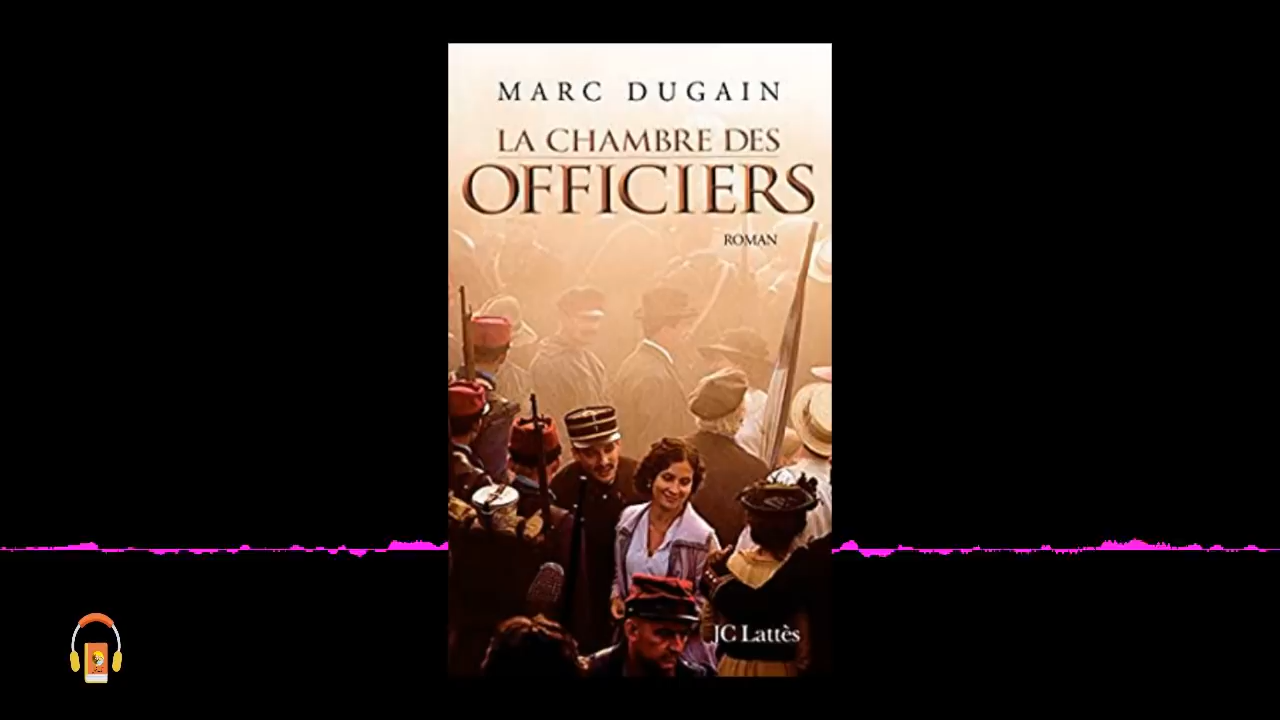 MARC DUGAIN
LA CHAMBRE DES
OFFICIERS
ROMAN
JC Lattès